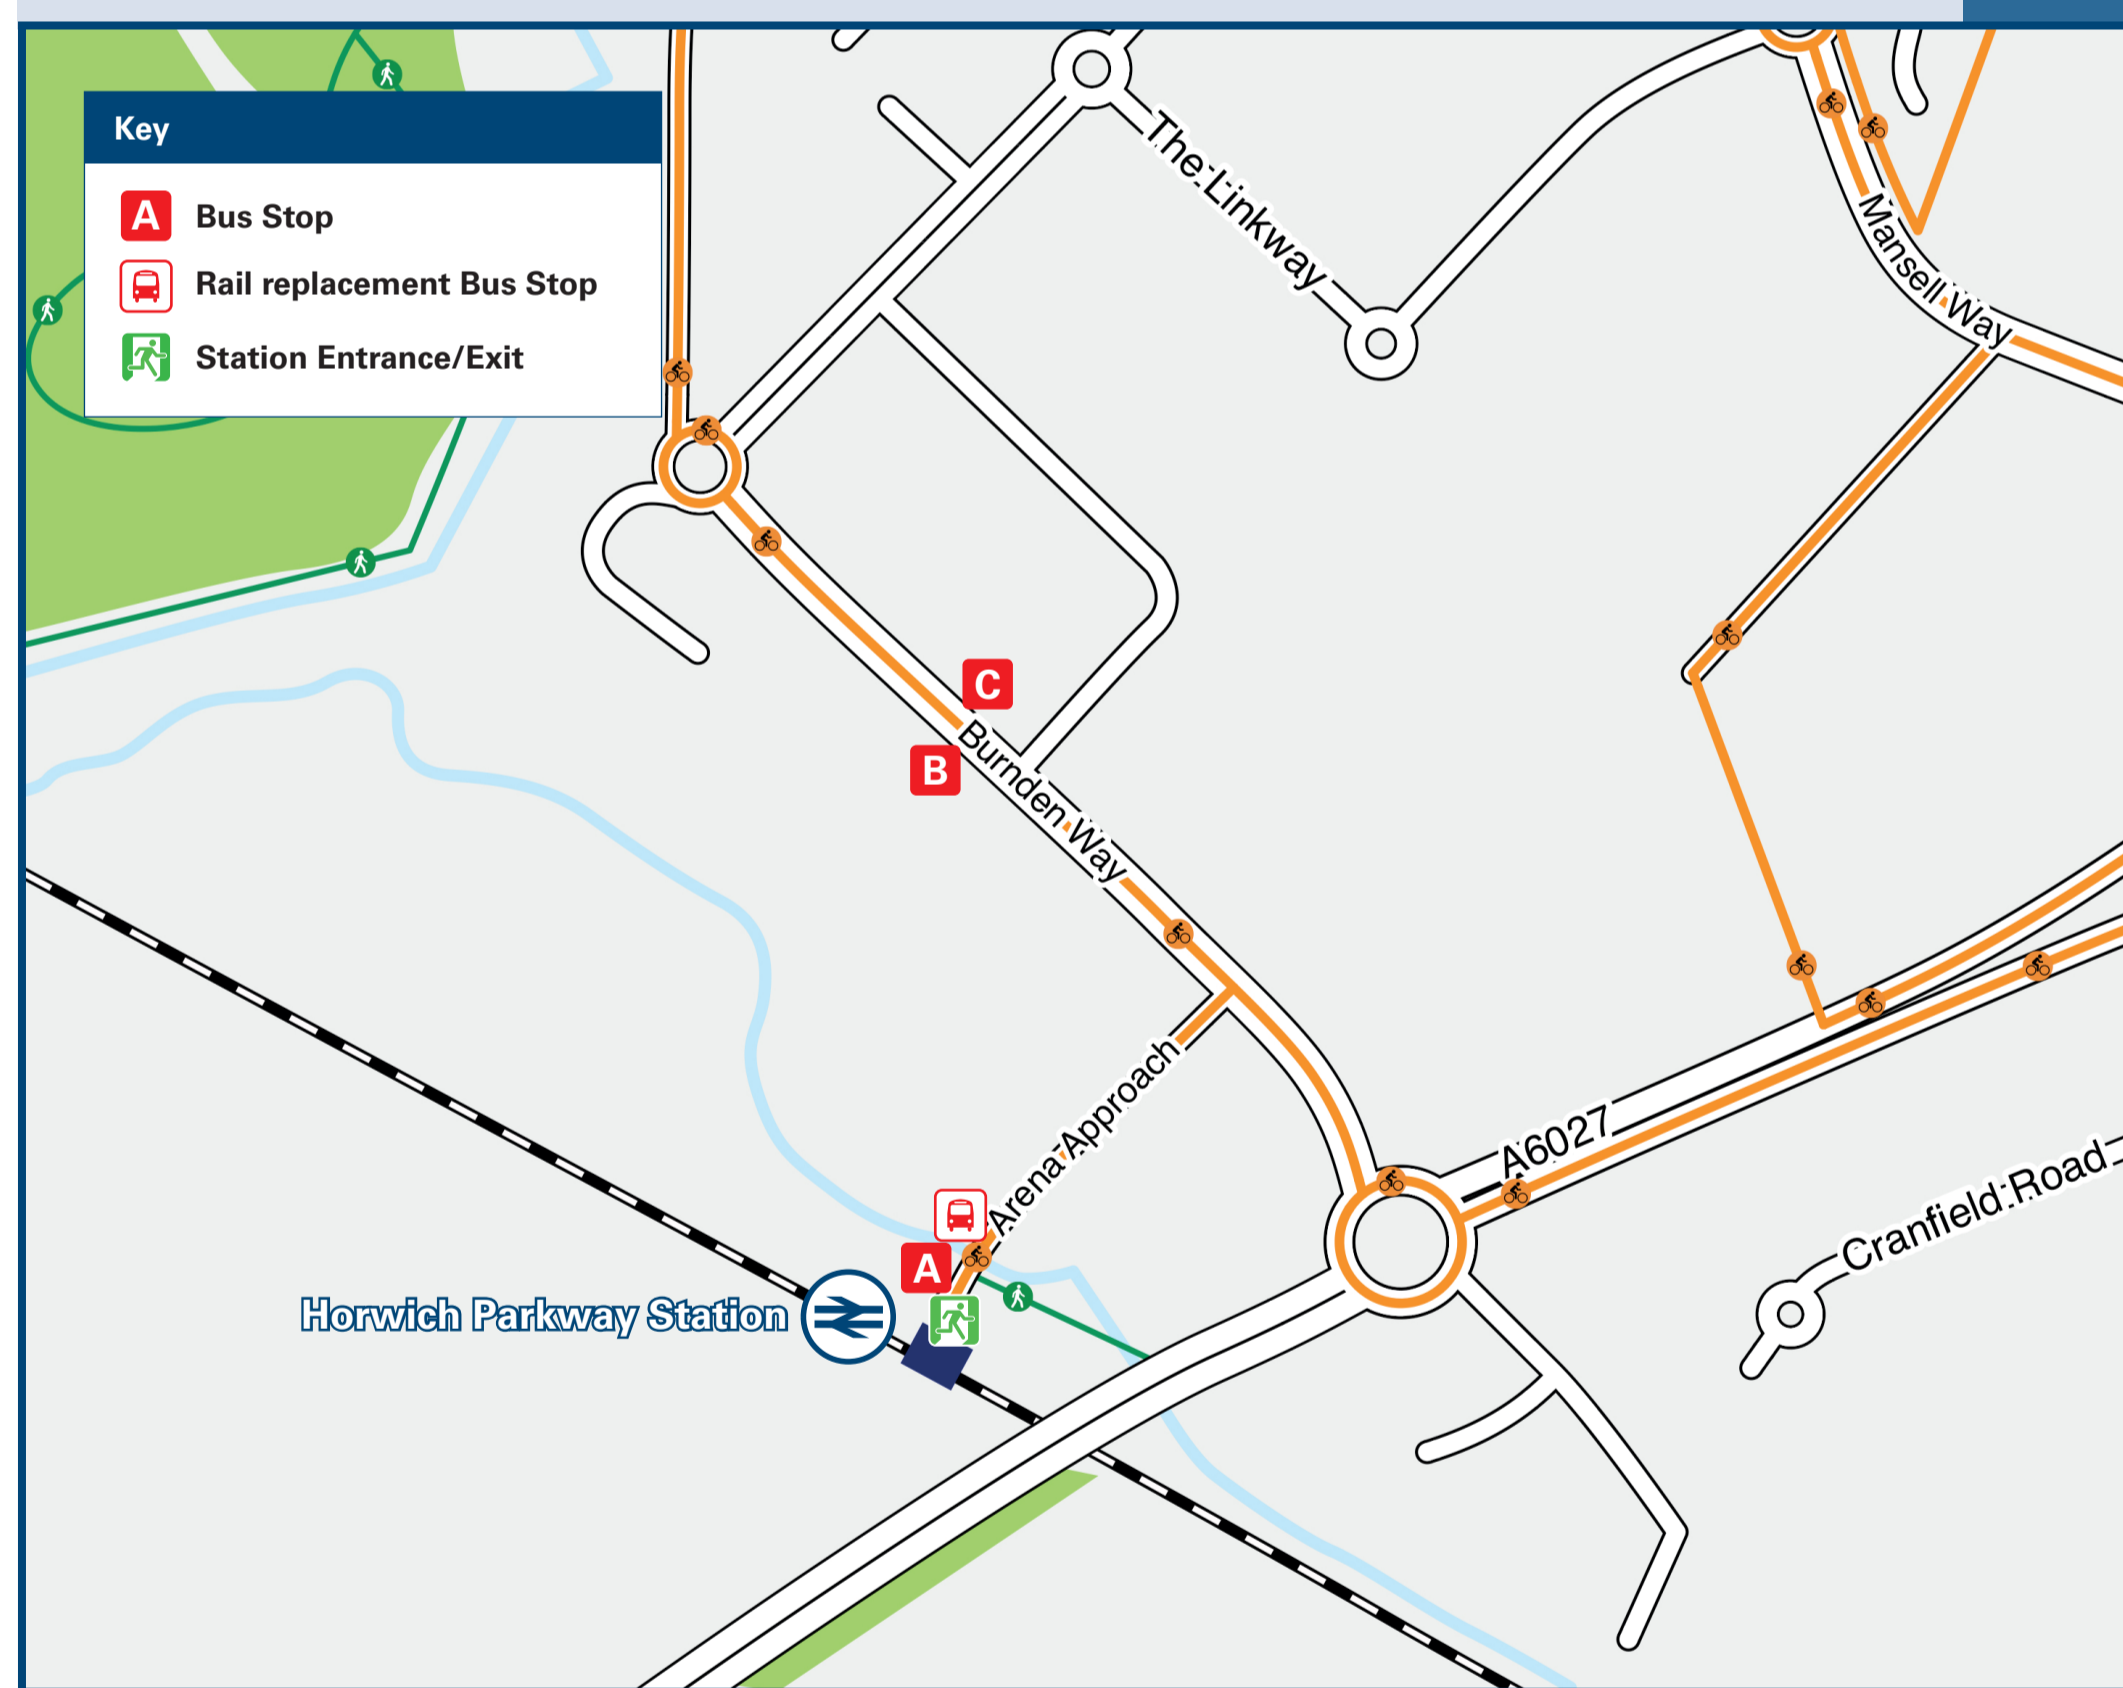 Key
A Bus Stop
Rail replacement Bus Stop
Station Entrance/Exit
The Linkway
Mansell Way
C
B
Burnden Way
Arena Approach
A6027
Cranfield Road
A
Horwich Parkway Station